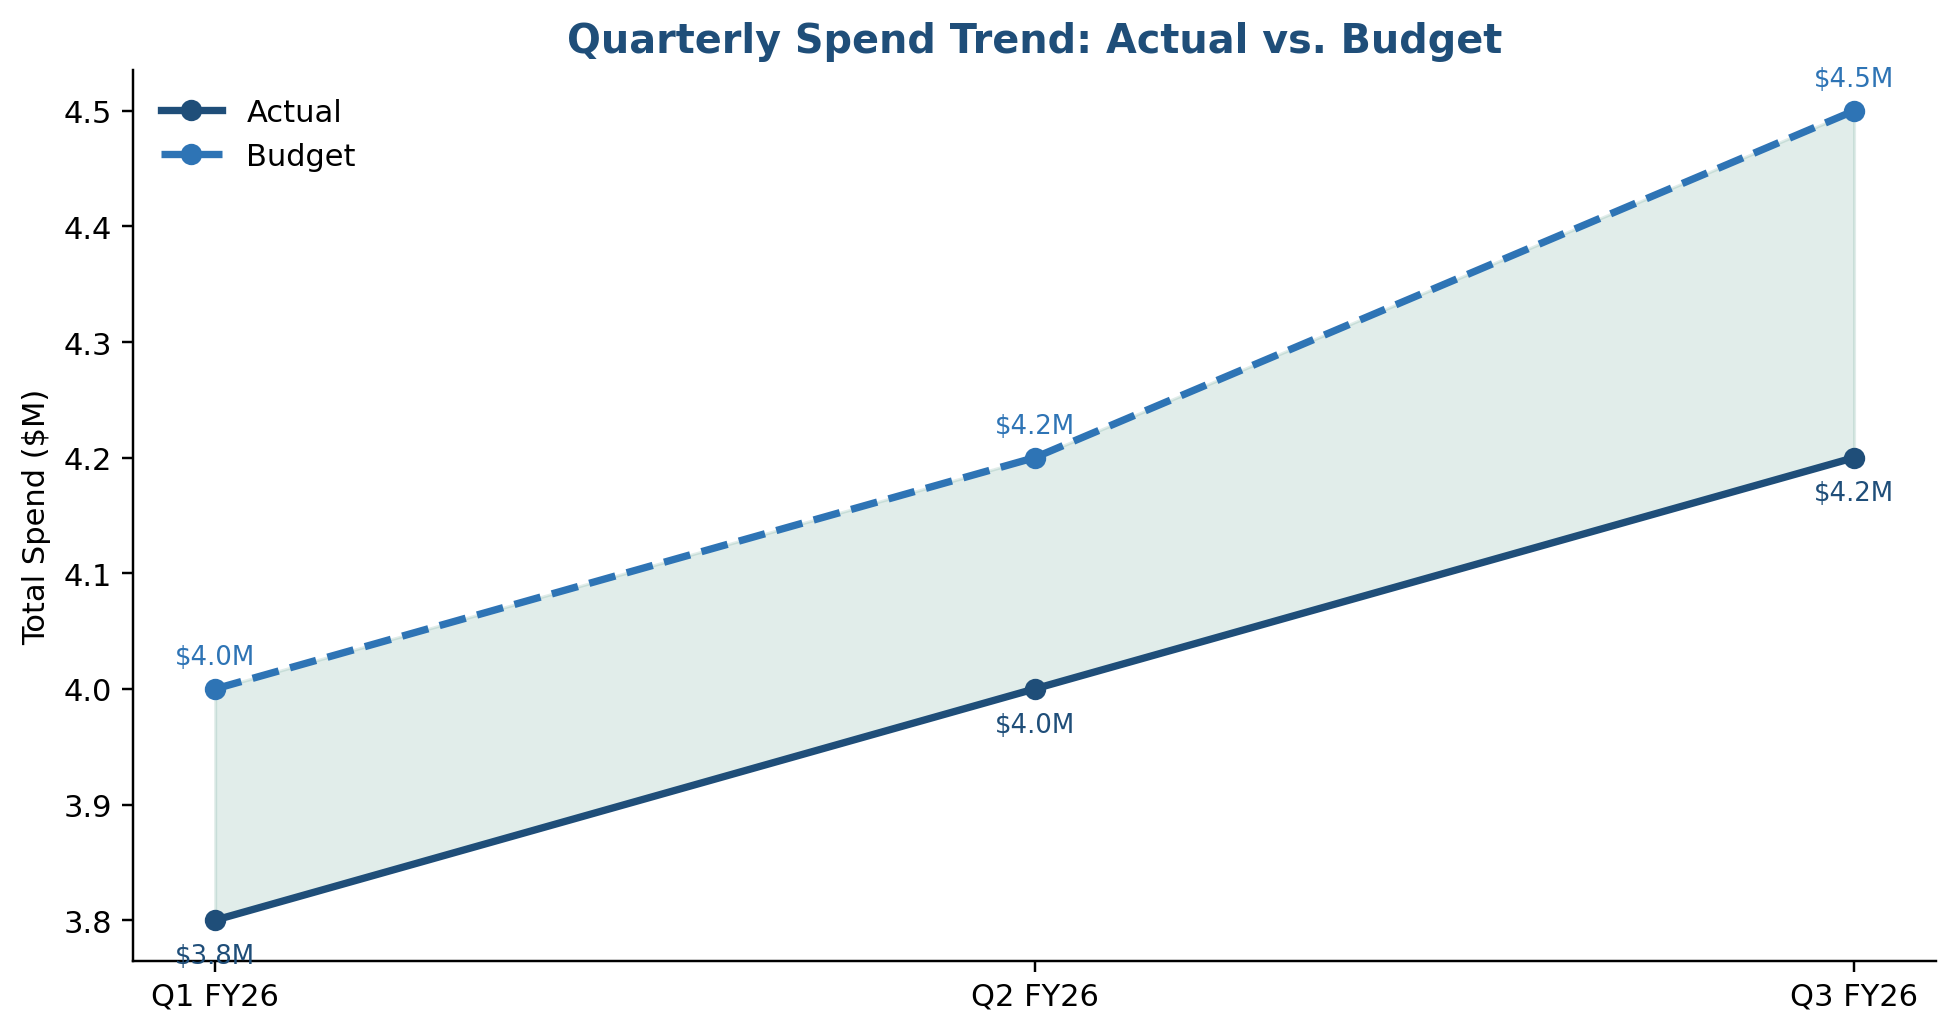 Quarterly Spend Trend: Actual vs. Budget
Actual
Budget
Total Spend ($M)
4.5
4.4
4.3
4.2
4.1
4.0
3.9
3.8
$4.0M
$4.2M
$4.5M
$3.8M
$4.0M
$4.2M
Q1 FY26
Q2 FY26
Q3 FY26